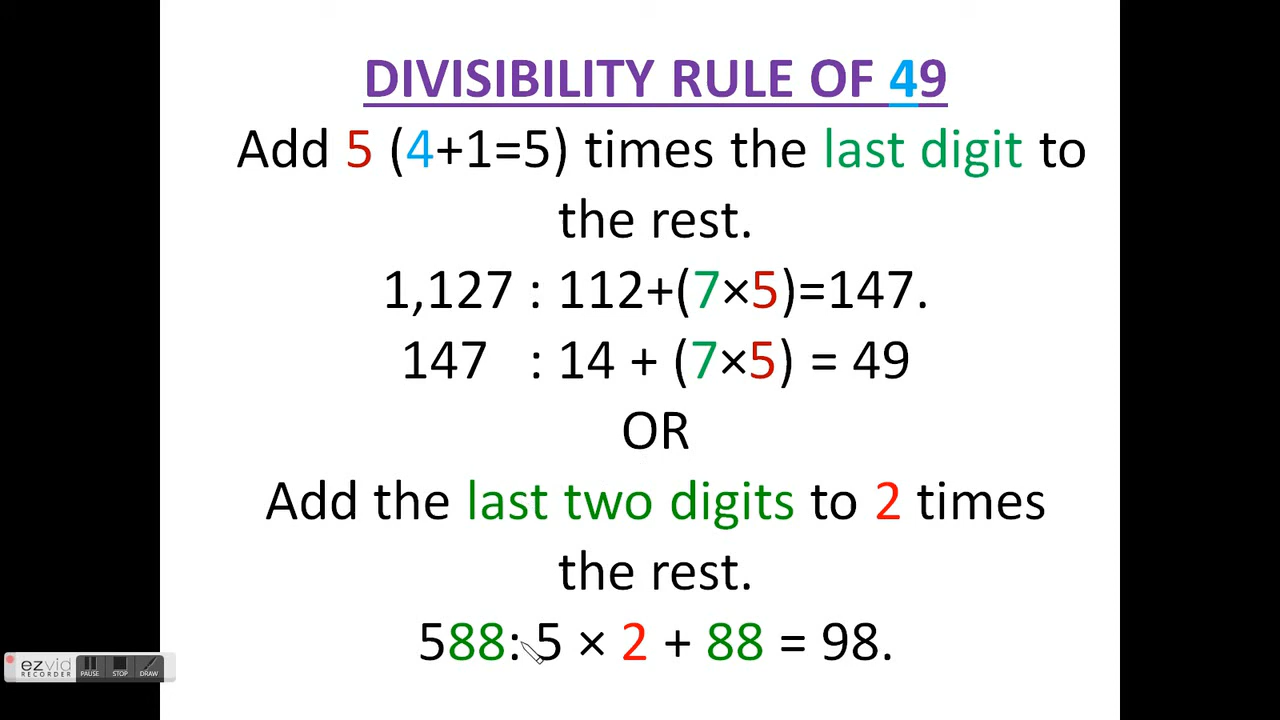 DIVISIBILITY RULE OF 49
Add 5 (4+1=5) times the last digit to
the rest.
1,127 : 112+(7×5)=147.
147 : 14 + (7×5) = 49
OR
Add the last two digits to 2 times
the rest.
588: 5 × 2 + 88 = 98.
ezvid
RECORDER
PAUSE STOP DRAW